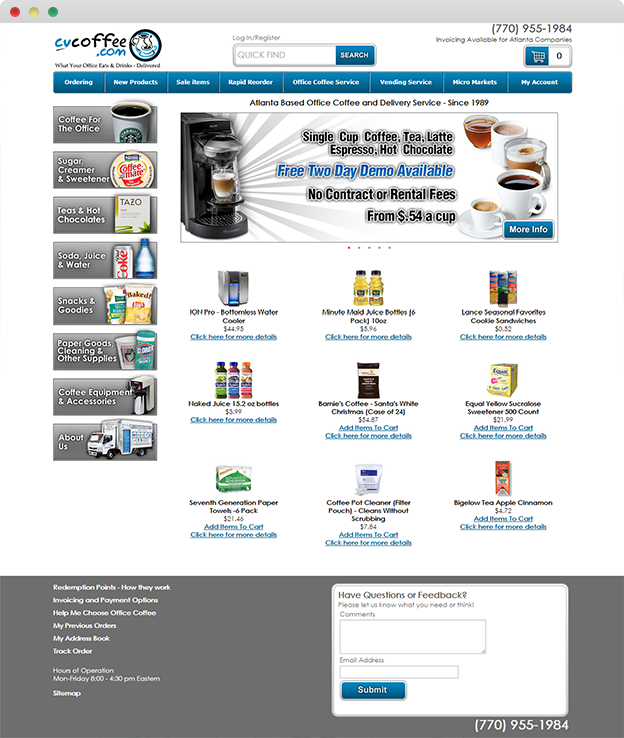 (770) 955-1984
Invoicing Available for Atlanta Companies
cvcoffee
.com
What Your Office Eats & Drinks - Delivered
Log In/Register
QUICK FIND
SEARCH
0
Ordering
New Products
Sale items
Rapid Reorder
Office Coffee Service
Vending Service
Micro Markets
My Account
Coffee For
The Office
Sugar,
Creamer
& Sweetener
Coffee-mate
Teas & Hot
Chocolates
TAZO
Soda, Juice
& Water
Coke
Snacks &
Goodies
Baked!
Paper Goods
Cleaning &
Other Supplies
CLOROX
Coffee Equipment
& Accessories
About
Us
Atlanta Based Office Coffee and Delivery Service - Since 1989
Single Cup Coffee, Tea, Latte
Espresso, Hot Chocolate
Free Two Day Demo Available
No Contract or Rental Fees
From $.54 a cup
More Info
ION Pro - Bottomless Water
Cooler
$44.95
Click here for more details
Minute Maid Juice Bottles (6
Pack) 10oz
$5.96
Click here for more details
Lance Seasonal Favorites
Cookie Sandwiches
$0.52
Click here for more details
Naked Juice 15.2 oz bottles
$3.99
Click here for more details
Barnie's Coffee - Santa's White
Christmas (Case of 24)
$54.87
Add Items To Cart
Click here for more details
Equal
Equal Yellow Sucralose
Sweetener 500 Count
$21.99
Add Items To Cart
Click here for more details
Seventh Generation Paper
Towels -6 Pack
$21.46
Add Items To Cart
Click here for more details
Coffee Pot Cleaner (Filter
Pouch) - Cleans Without
Scrubbing
$7.84
Add Items To Cart
Click here for more details
Bigelow Tea Apple Cinnamon
$4.72
Add Items To Cart
Click here for more details
Redemption Points - How they work
Invoicing and Payment Options
Help Me Choose Office Coffee
My Previous Orders
My Address Book
Track Order
Hours of Operation
Mon-Friday 8:00 - 4:30 pm Eastern
Sitemap
Have Questions or Feedback?
Please let us know what you need or think!
Comments
Email Address
Submit
(770) 955-1984